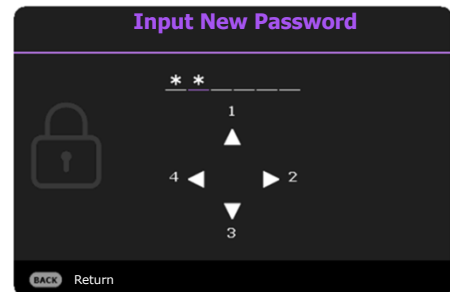 Input New Password
* * _ _ _ _
1
4 2
3
BACK Return